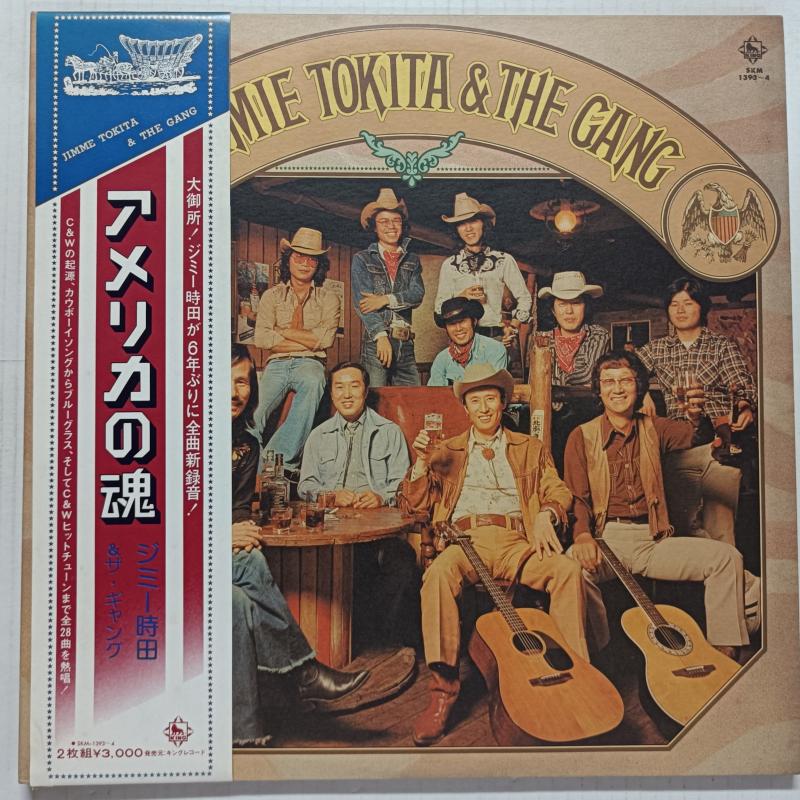 JIMME TOKITA
& THE GANG
アメリカの魂
ジミー時田
&ザ・ギャング
大御所!ジミー時田が6年ぶりに全曲新録音!
C&Wの起源、カウボーイソングからブルーグラス、そしてC&Wヒットチューンまで全28曲を熱唱!
●SKM-1393〜4
2枚組¥3,000 発売元:キングレコード
KING
MIE TOKITA & THE GANG
SKM
1393〜4